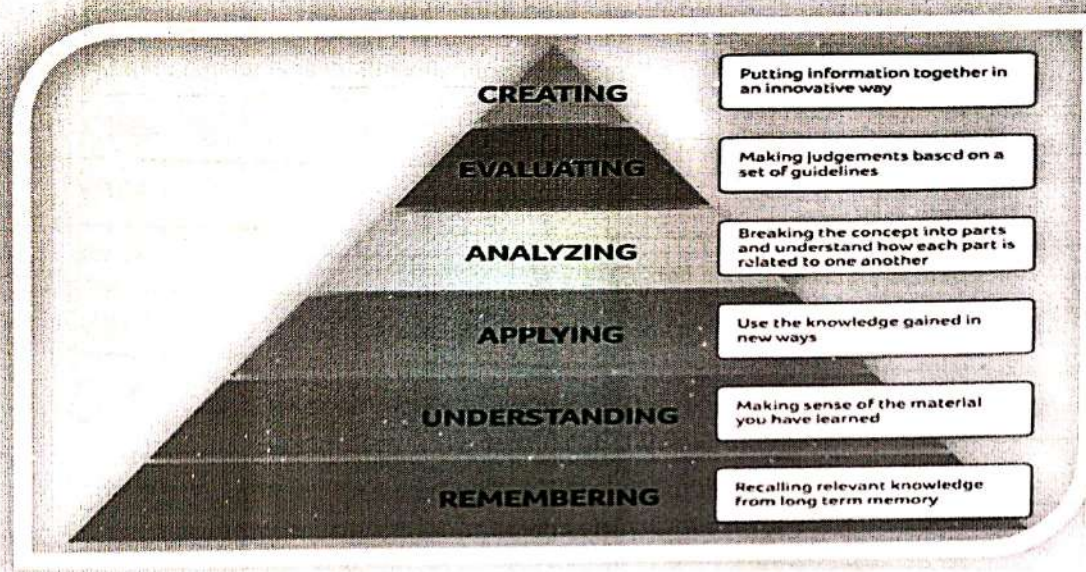 CREATING
Putting information together in
an innovative way
EVALUATING
Making judgements based on a
set of guidelines
ANALYZING
Breaking the concept into parts
and understand how each part is
related to one another
APPLYING
Use the knowledge gained in
new ways
UNDERSTANDING
Making sense of the material
you have learned
REMEMBERING
Recalling relevant knowledge
from long term memory